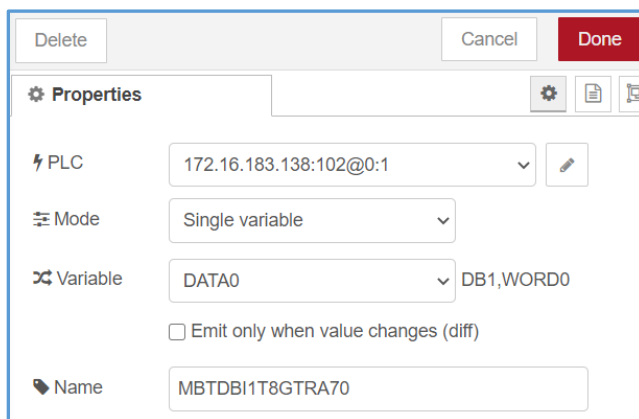 Delete Cancel Done
Properties
PLC 172.16.183.138:102@0:1
Mode Single variable
Variable DATA0 DB1,WORD0
Emit only when value changes (diff)
Name MBTDBI1T8GTRA70